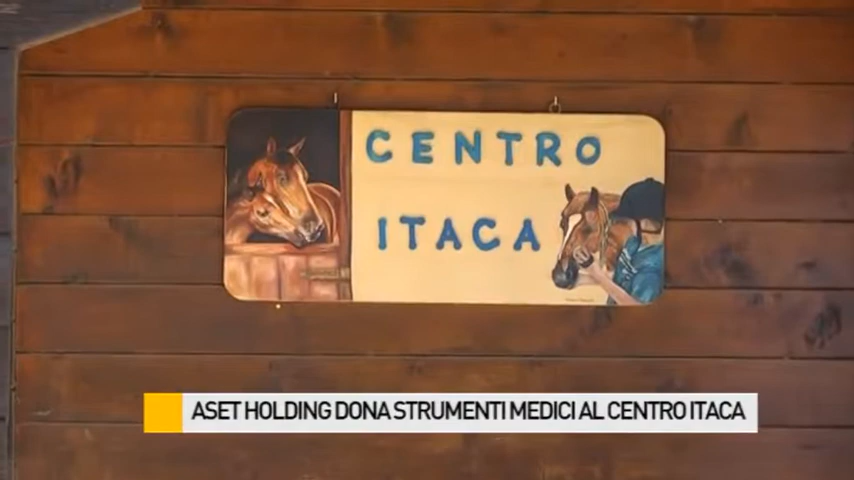 CENTRO
ITACA
ASET HOLDING DONA STRUMENTI MEDICI AL CENTRO ITACA